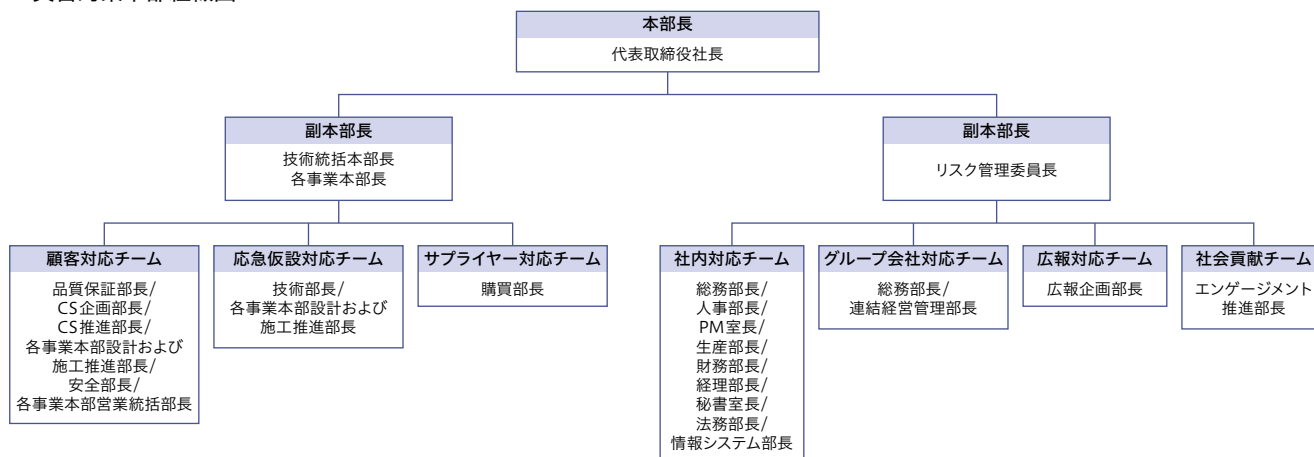 本部長
代表取締役社長
副本部長
技術統括本部長
各事業本部長
副本部長
リスク管理委員長
顧客対応チーム
品質保証部長/
CS企画部長/
CS推進部長/
各事業本部設計および
施工推進部長/
安全部長/
各事業本部営業統括部長
応急仮設対応チーム
技術部長/
各事業本部設計および
施工推進部長
サプライヤー対応チーム
購買部長
社内対応チーム
総務部長/
人事部長/
PM室長/
生産部長/
財務部長/
経理部長/
秘書室長/
法務部長/
情報システム部長
グループ会社対応チーム
総務部長/
連結経営管理部長
広報対応チーム
広報企画部長
社会貢献チーム
エンゲージメント
推進部長